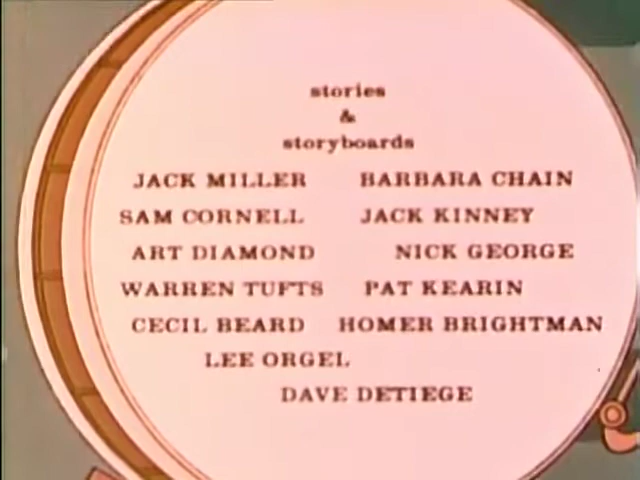 stories
&
storyboards
JACK MILLER BARBARA CHAIN
SAM CORNELL JACK KINNEY
ART DIAMOND NICK GEORGE
WARREN TUFTS PAT KEARIN
CECIL BEARD HOMER BRIGHTMAN
LEE ORGEL
DAVE DETIEGE